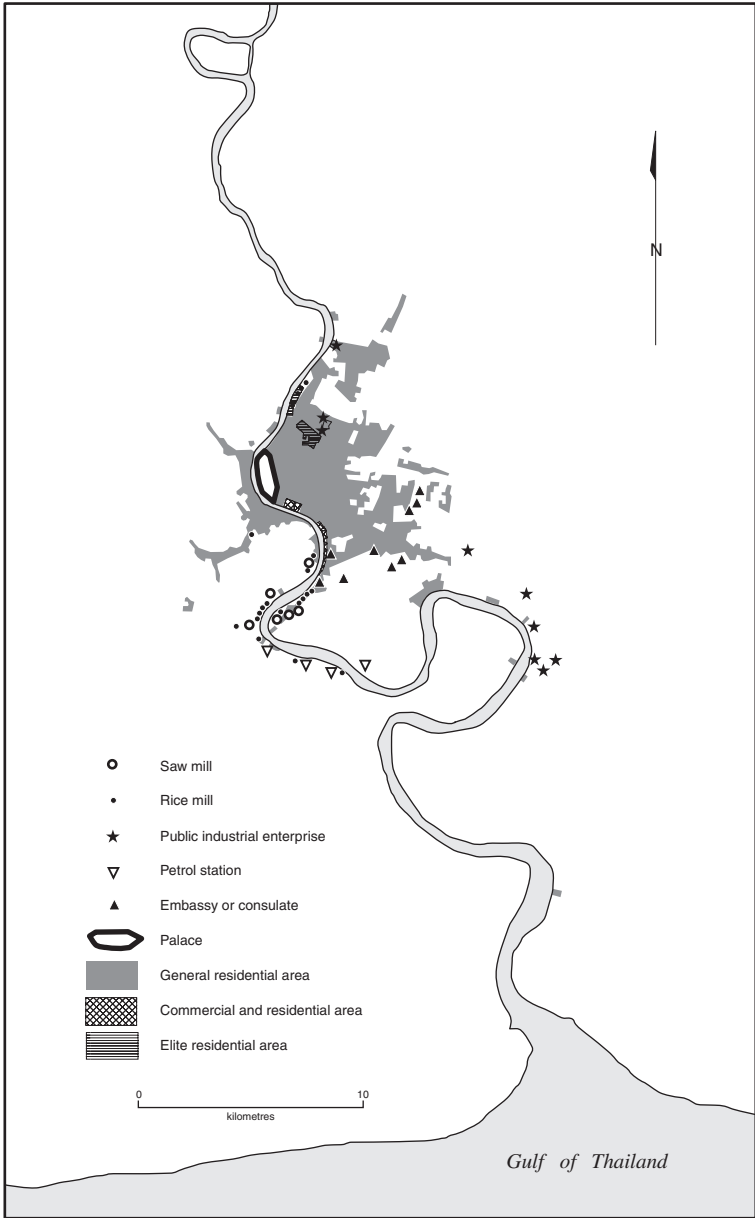 N
Saw mill
Rice mill
Public industrial enterprise
Petrol station
Embassy or consulate
Palace
General residential area
Commercial and residential area
Elite residential area
0 10
kilometres
Gulf of Thailand